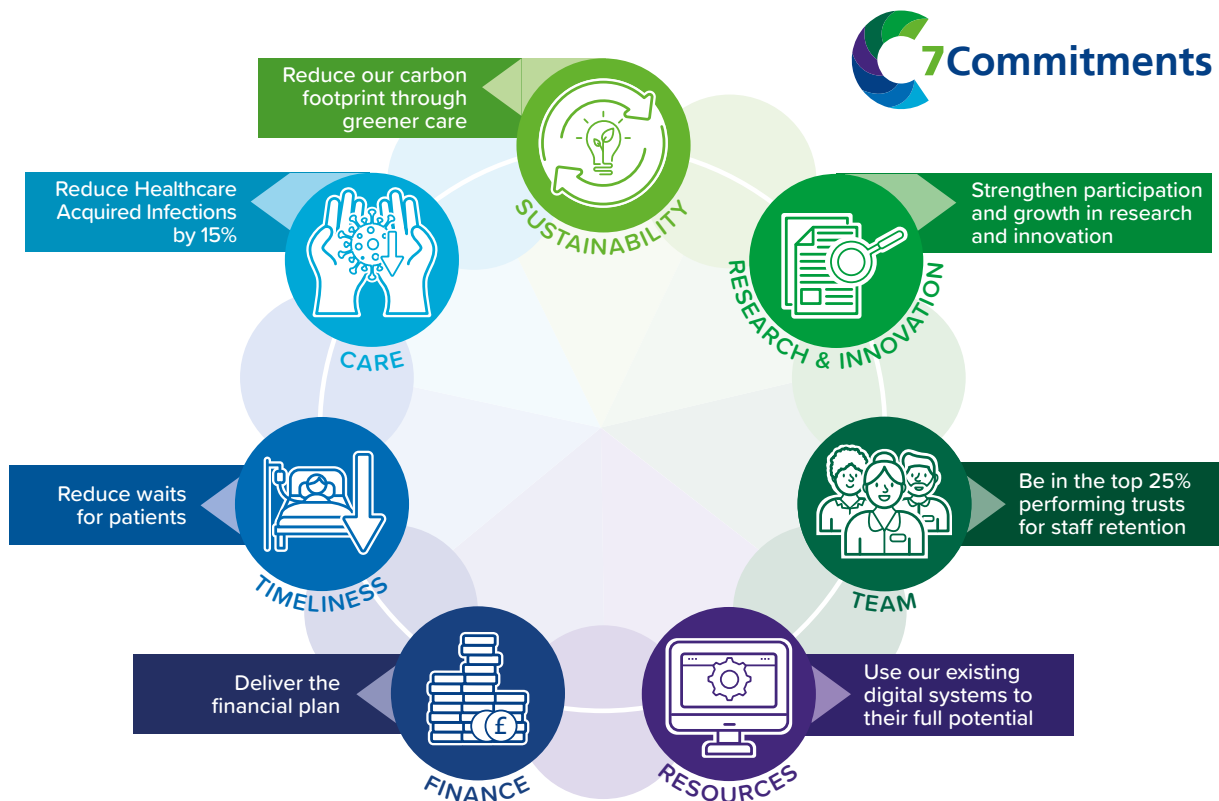 7Commitments
Reduce our carbon
footprint through
greener care
SUSTAINABILITY
Strengthen participation
and growth in research
and innovation
RESEARCH & INNOVATION
Be in the top 25%
performing trusts
for staff retention
TEAM
Use our existing
digital systems to
their full potential
RESOURCES
Deliver the
financial plan
£
FINANCE
Reduce waits
for patients
TIMELINESS
Reduce Healthcare
Acquired Infections
by 15%
CARE